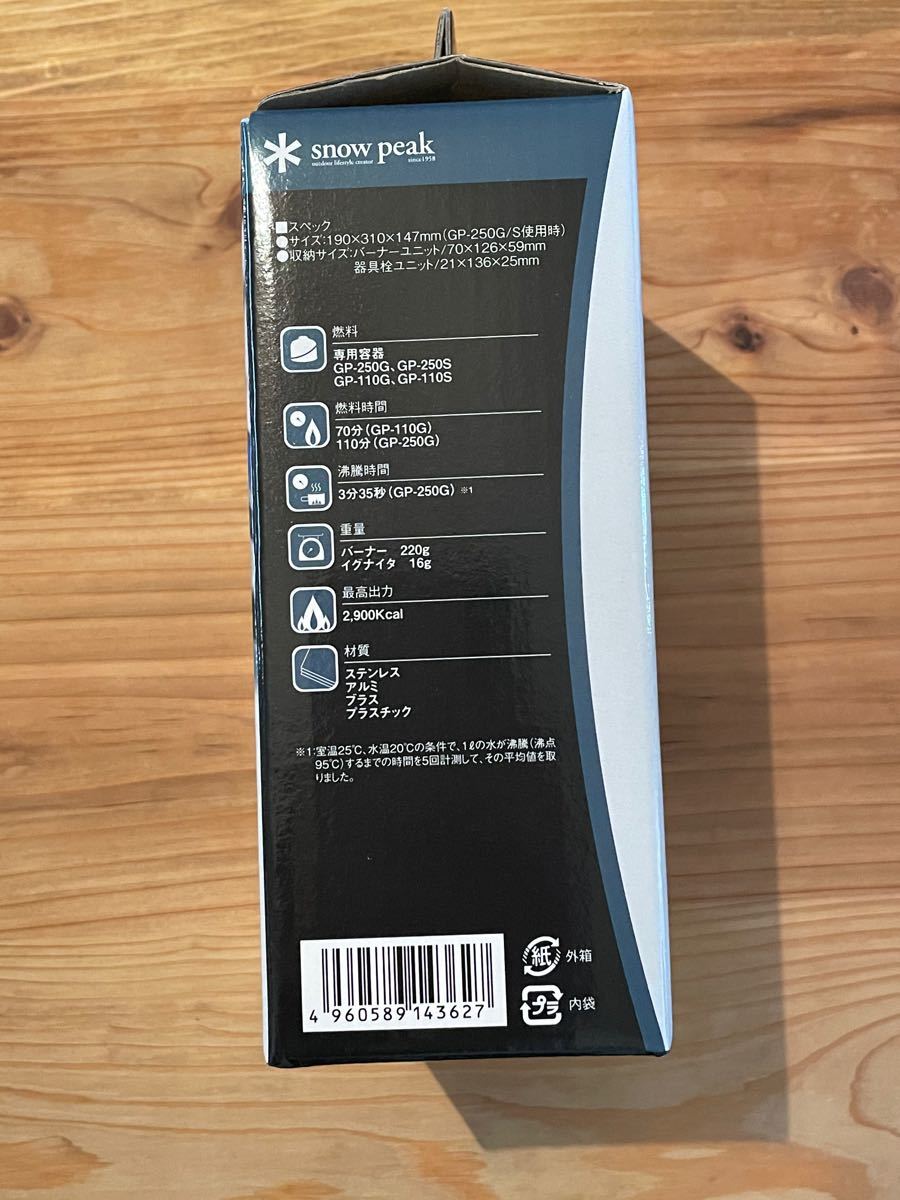 snow peak
outdoor lifestyle creator since1958
■スペック
●サイズ:190×310×147mm(GP-250G/S使用時)
●収納サイズ:バーナーユニット/70×126×59mm
器具栓ユニット/21×136×25mm
燃料
専用容器
GP-250G、GP-250S
GP-110G、GP-110S
燃料時間
70分(GP-110G)
110分(GP-250G)
沸騰時間
3分35秒(GP-250G) ※1
重量
バーナー 220g
イグナイタ 16g
最高出力
2,900Kcal
材質
ステンレス
アルミ
ブラス
プラスチック
※1:室温25℃、水温20℃の条件で、1ℓの水が沸騰(沸点
95℃)するまでの時間を5回計測して、その平均値を取
りました。
紙 外箱
プラ 内袋
4 960589 143627